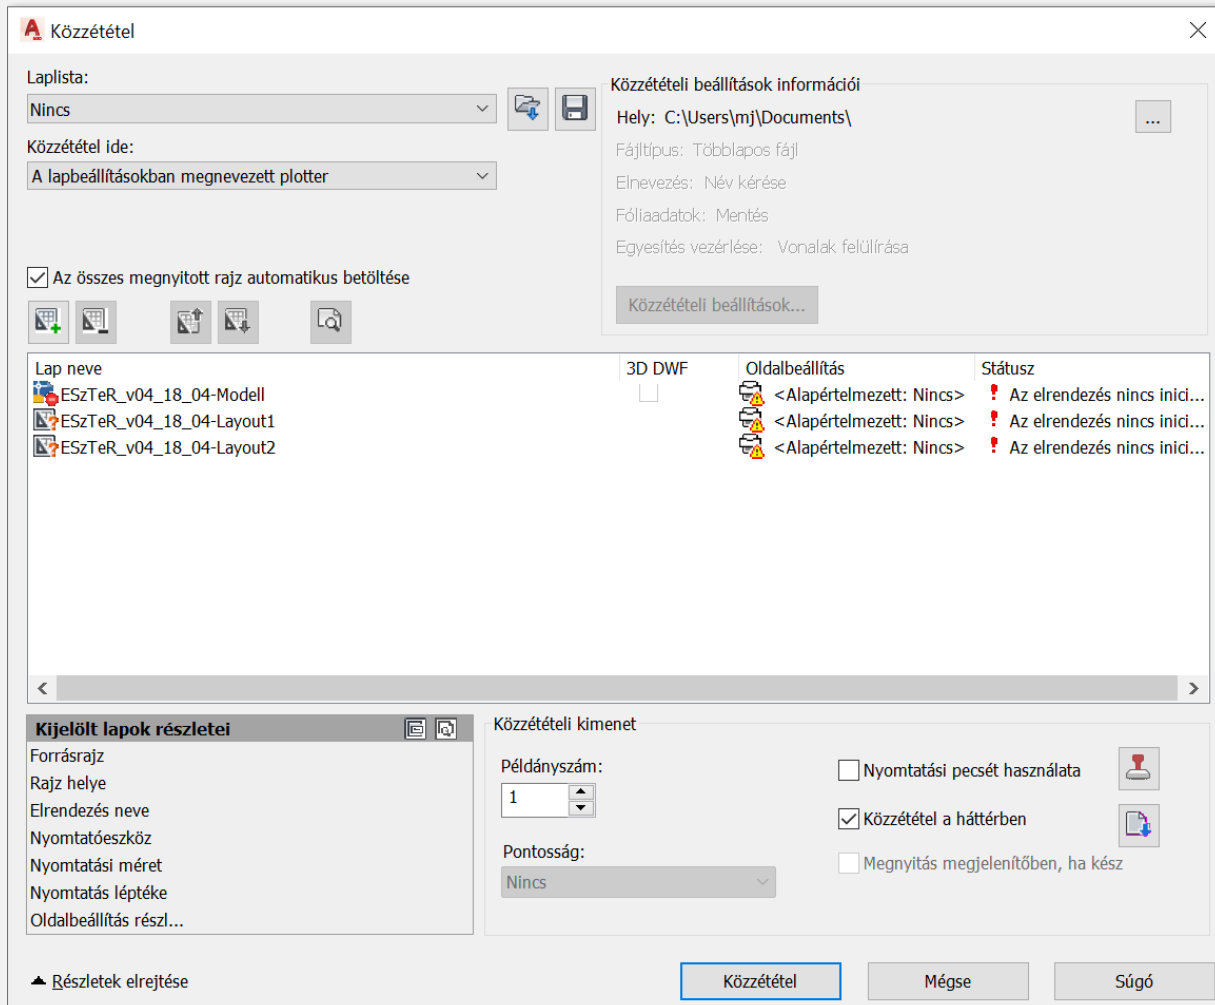 Közzététel
Laplista:
Nincs
Közzététel ide:
A lapbeállításokban megnevezett plotter
Közzétételi beállítások információi
Hely: C:\Users\mj\Documents\
...
Fájltípus: Többlapos fájl
Elnevezés: Név kérése
Fóliaadatok: Mentés
Egyesítés vezérlése: Vonalak felülírása
Közzétételi beállítások...
Az összes megnyitott rajz automatikus betöltése
Lap neve 3D DWF Oldalbeállítás Státusz
ESzTeR_v04_18_04-Modell <Alapértelmezett: Nincs> Az elrendezés nincs inici...
ESzTeR_v04_18_04-Layout1 <Alapértelmezett: Nincs> Az elrendezés nincs inici...
ESzTeR_v04_18_04-Layout2 <Alapértelmezett: Nincs> Az elrendezés nincs inici...
Kijelölt lapok részletei
Forrásrajz
Rajz helye
Elrendezés neve
Nyomtatóeszköz
Nyomtatási méret
Nyomtatás léptéke
Oldalbeállítás részl...
Közzétételi kimenet
Példányszám:
1
Pontosság:
Nincs
Nyomtatási pecsét használata
Közzététel a háttérben
Megnyitás megjelenítőben, ha kész
Részletek elrejtése
Közzététel
Mégse
Súgó